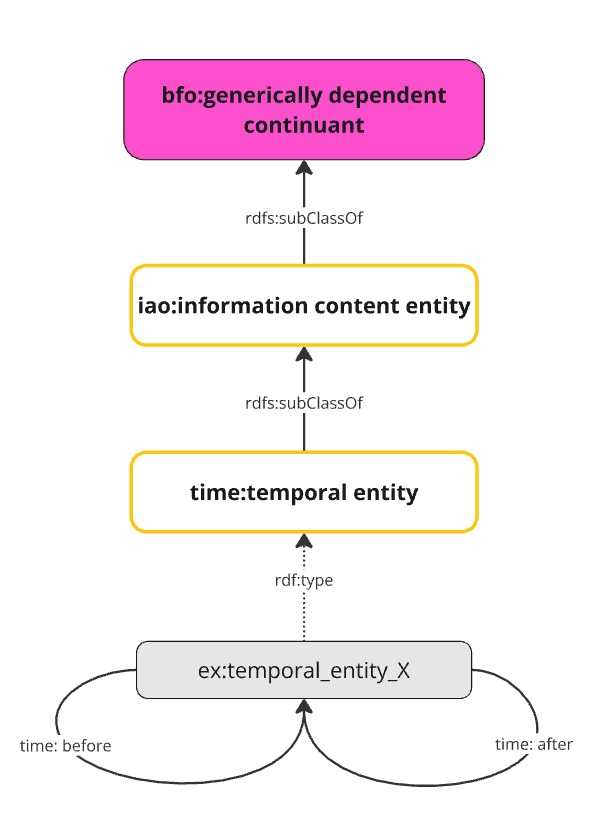 bfo:generically dependent
continuant
rdfs:subClassOf
iao:information content entity
rdfs:subClassOf
time:temporal entity
rdf:type
ex:temporal_entity_X
time: before
time: after